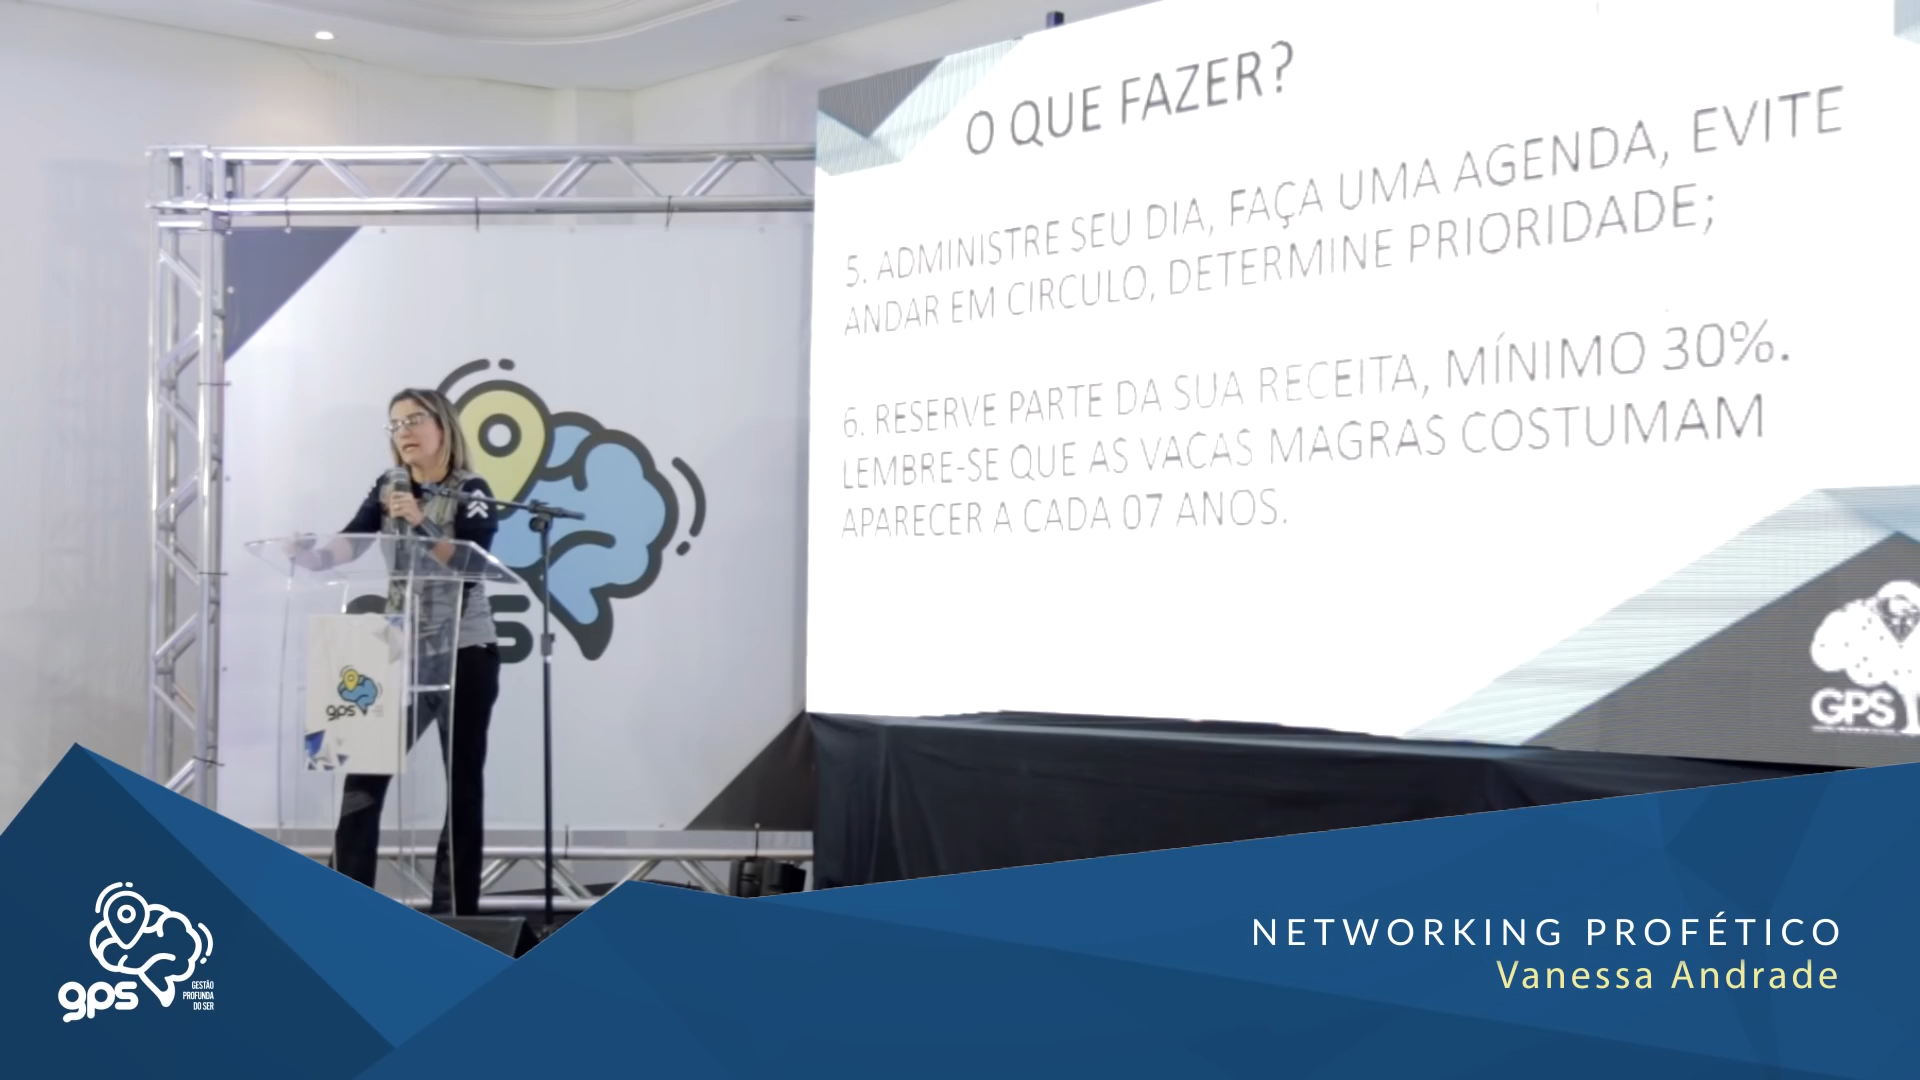 O QUE FAZER?
5. ADMINISTRE SEU DIA, FAÇA UMA AGENDA, EVITE
ANDAR EM CIRCULO, DETERMINE PRIORIDADE;
6. RESERVE PARTE DA SUA RECEITA, MÍNIMO 30%.
LEMBRE-SE QUE AS VACAS MAGRAS COSTUMAM
APARECER A CADA 07 ANOS.
GPS
gps
gps
GESTÃO
PROFUNDA
DO SER
NETWORKING PROFÉTICO
Vanessa Andrade